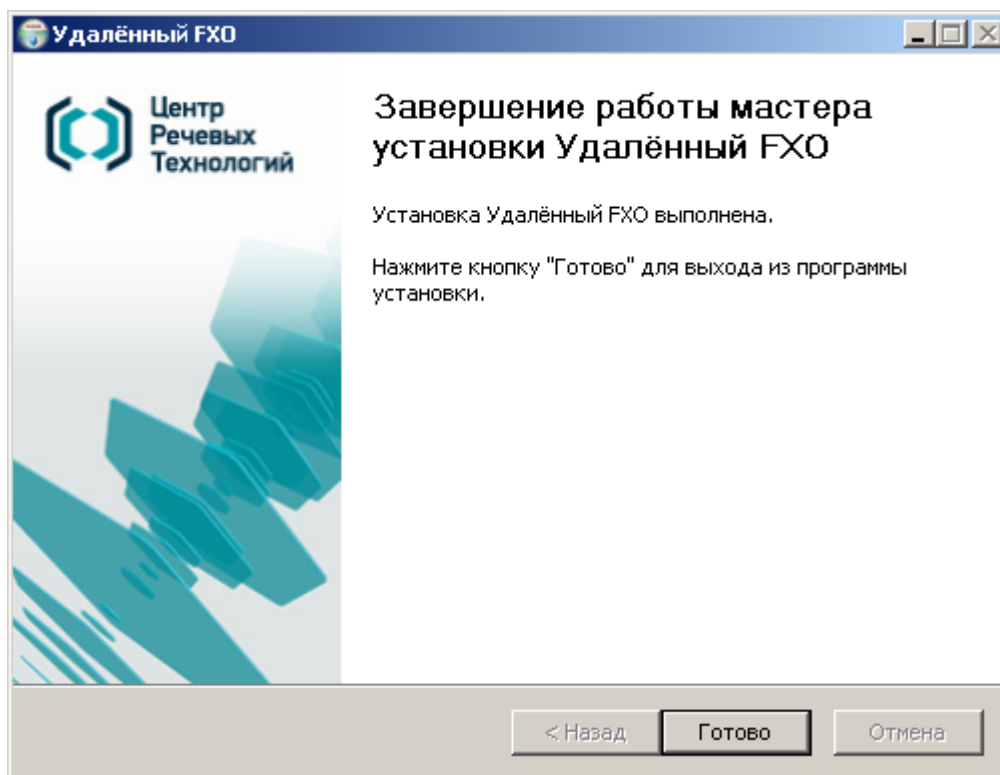 Удалённый FXO
Центр
Речевых
Технологий
Завершение работы мастера
установки Удалённый FXO
Установка Удалённый FXO выполнена.
Нажмите кнопку "Готово" для выхода из программы
установки.
< Назад
Готово
Отмена